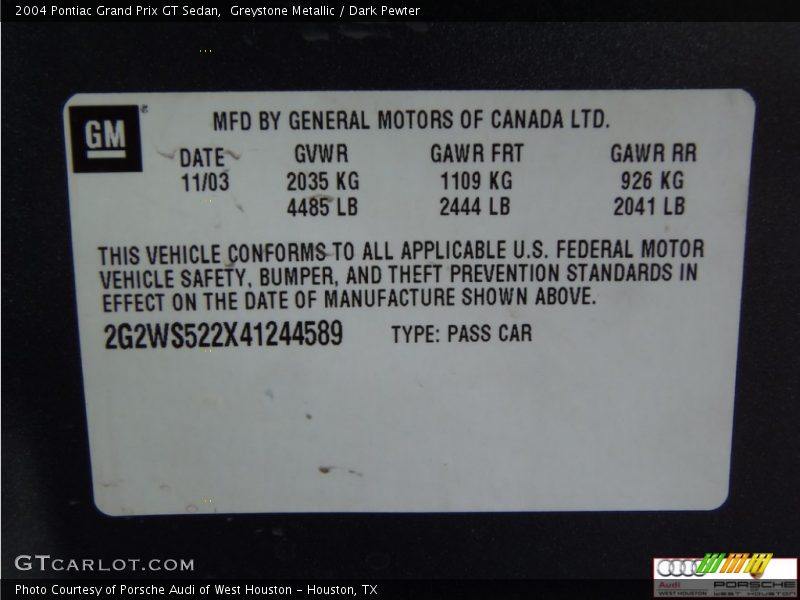 2004 Pontiac Grand Prix GT Sedan,  Greystone Metallic / Dark Pewter
GM
MFD BY GENERAL MOTORS OF CANADA LTD.
DATE GVWR GAWR FRT GAWR RR
11/03 2035 KG 1109 KG 926 KG
4485 LB 2444 LB 2041 LB
THIS VEHICLE CONFORMS TO ALL APPLICABLE U.S. FEDERAL MOTOR
VEHICLE SAFETY, BUMPER, AND THEFT PREVENTION STANDARDS IN
EFFECT ON THE DATE OF MANUFACTURE SHOWN ABOVE.
2G2WS522X41244589 TYPE: PASS CAR
GTCARLOT.COM
Audi PORSCHE
WEST HOUSTON WEST HOUSTON
Photo Courtesy of Porsche Audi of West Houston - Houston, TX